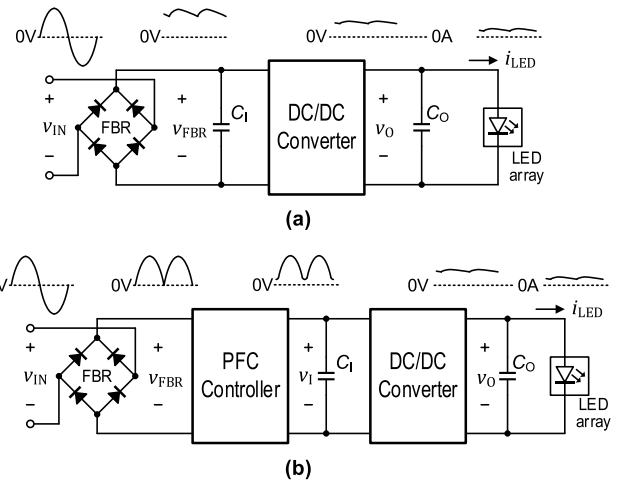 0V
0V
0V
0A
iLED
+
vIN
−
FBR
+
vFBR
−
CI
DC/DC
Converter
+
vO
−
CO
LED
array
(a)
V
0V
0V
0V
0A
iLED
+
vIN
−
FBR
+
vFBR
−
PFC
Controller
+
vI
−
CI
DC/DC
Converter
+
vO
−
CO
LED
array
(b)